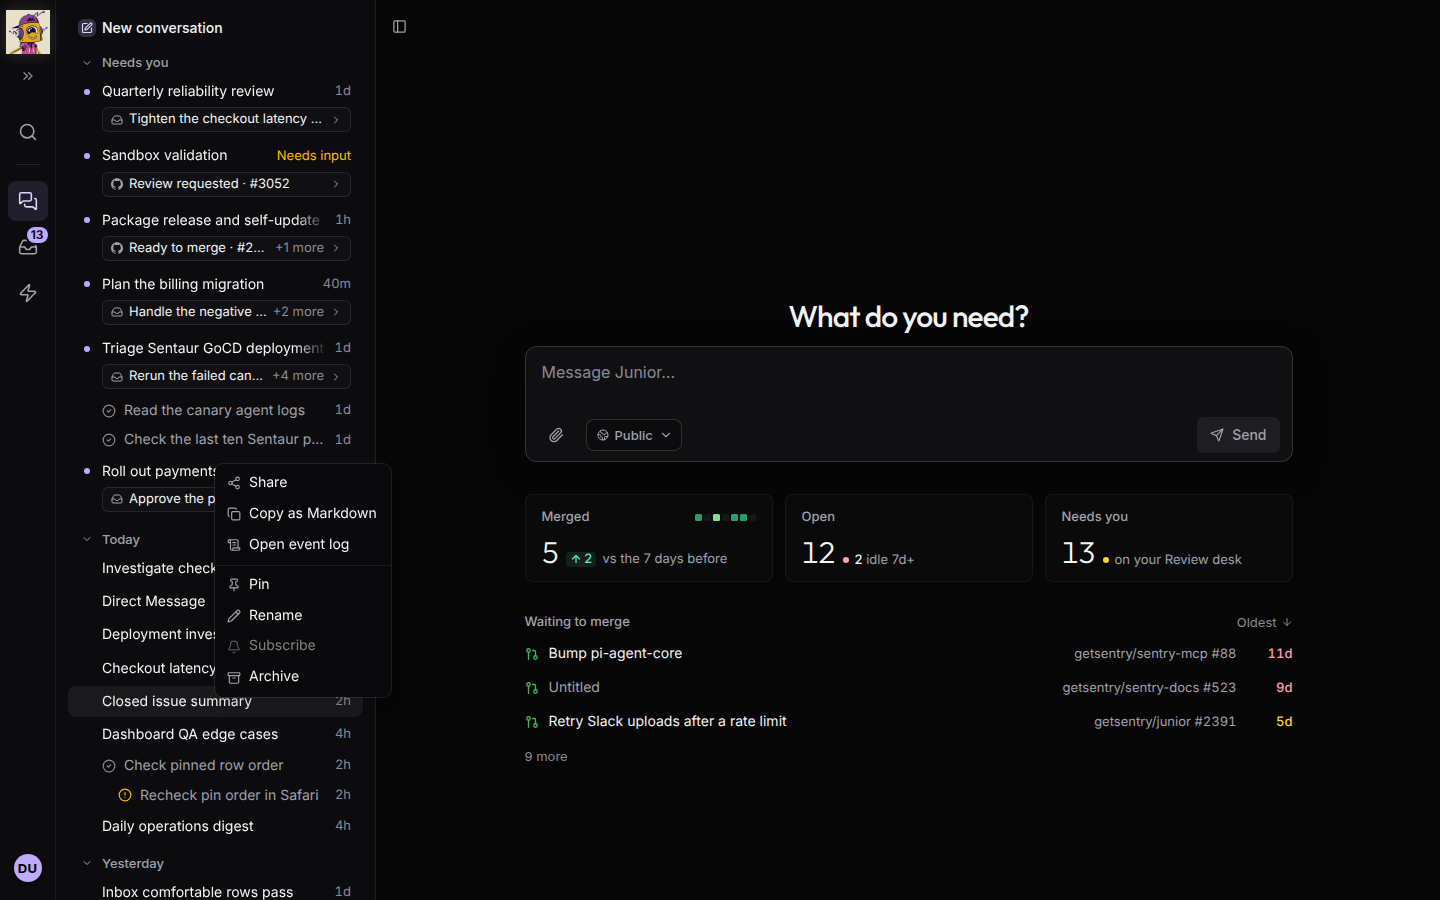 New conversation
Needs you
Quarterly reliability review 1d
Tighten the checkout latency ...
Sandbox validation Needs input
Review requested · #3052
Package release and self-update 1h
Ready to merge · #2... +1 more
Plan the billing migration 40m
Handle the negative ... +2 more
Triage Sentaur GoCD deployment 1d
Rerun the failed can... +4 more
Read the canary agent logs 1d
Check the last ten Sentaur p... 1d
Roll out payments
Approve the p
Today
Investigate check
Direct Message
Deployment inves
Checkout latency
Closed issue summary 2h
Dashboard QA edge cases 4h
Check pinned row order 2h
Recheck pin order in Safari 2h
Daily operations digest 4h
Yesterday
Inbox comfortable rows pass 1d
13
DU
Share
Copy as Markdown
Open event log
Pin
Rename
Subscribe
Archive
What do you need?
Message Junior...
Public
Send
Merged
5 2 vs the 7 days before
Open
12 2 idle 7d+
Needs you
13 on your Review desk
Waiting to merge Oldest
Bump pi-agent-core getsentry/sentry-mcp #88 11d
Untitled getsentry/sentry-docs #523 9d
Retry Slack uploads after a rate limit getsentry/junior #2391 5d
9 more